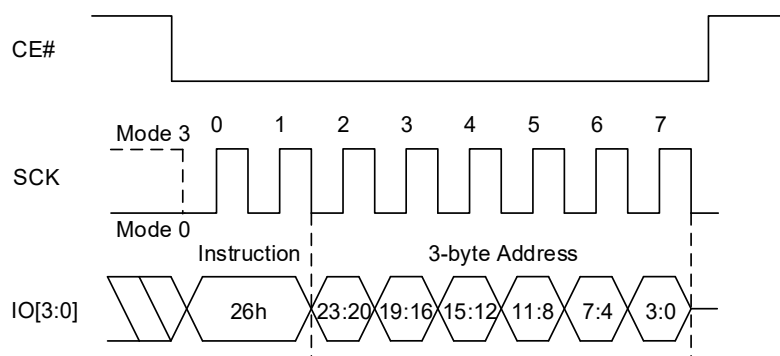 CE#
0 1 2 3 4 5 6 7
Mode 3
SCK
Mode 0
Instruction 3-byte Address
IO[3:0] 26h 23:20 19:16 15:12 11:8 7:4 3:0